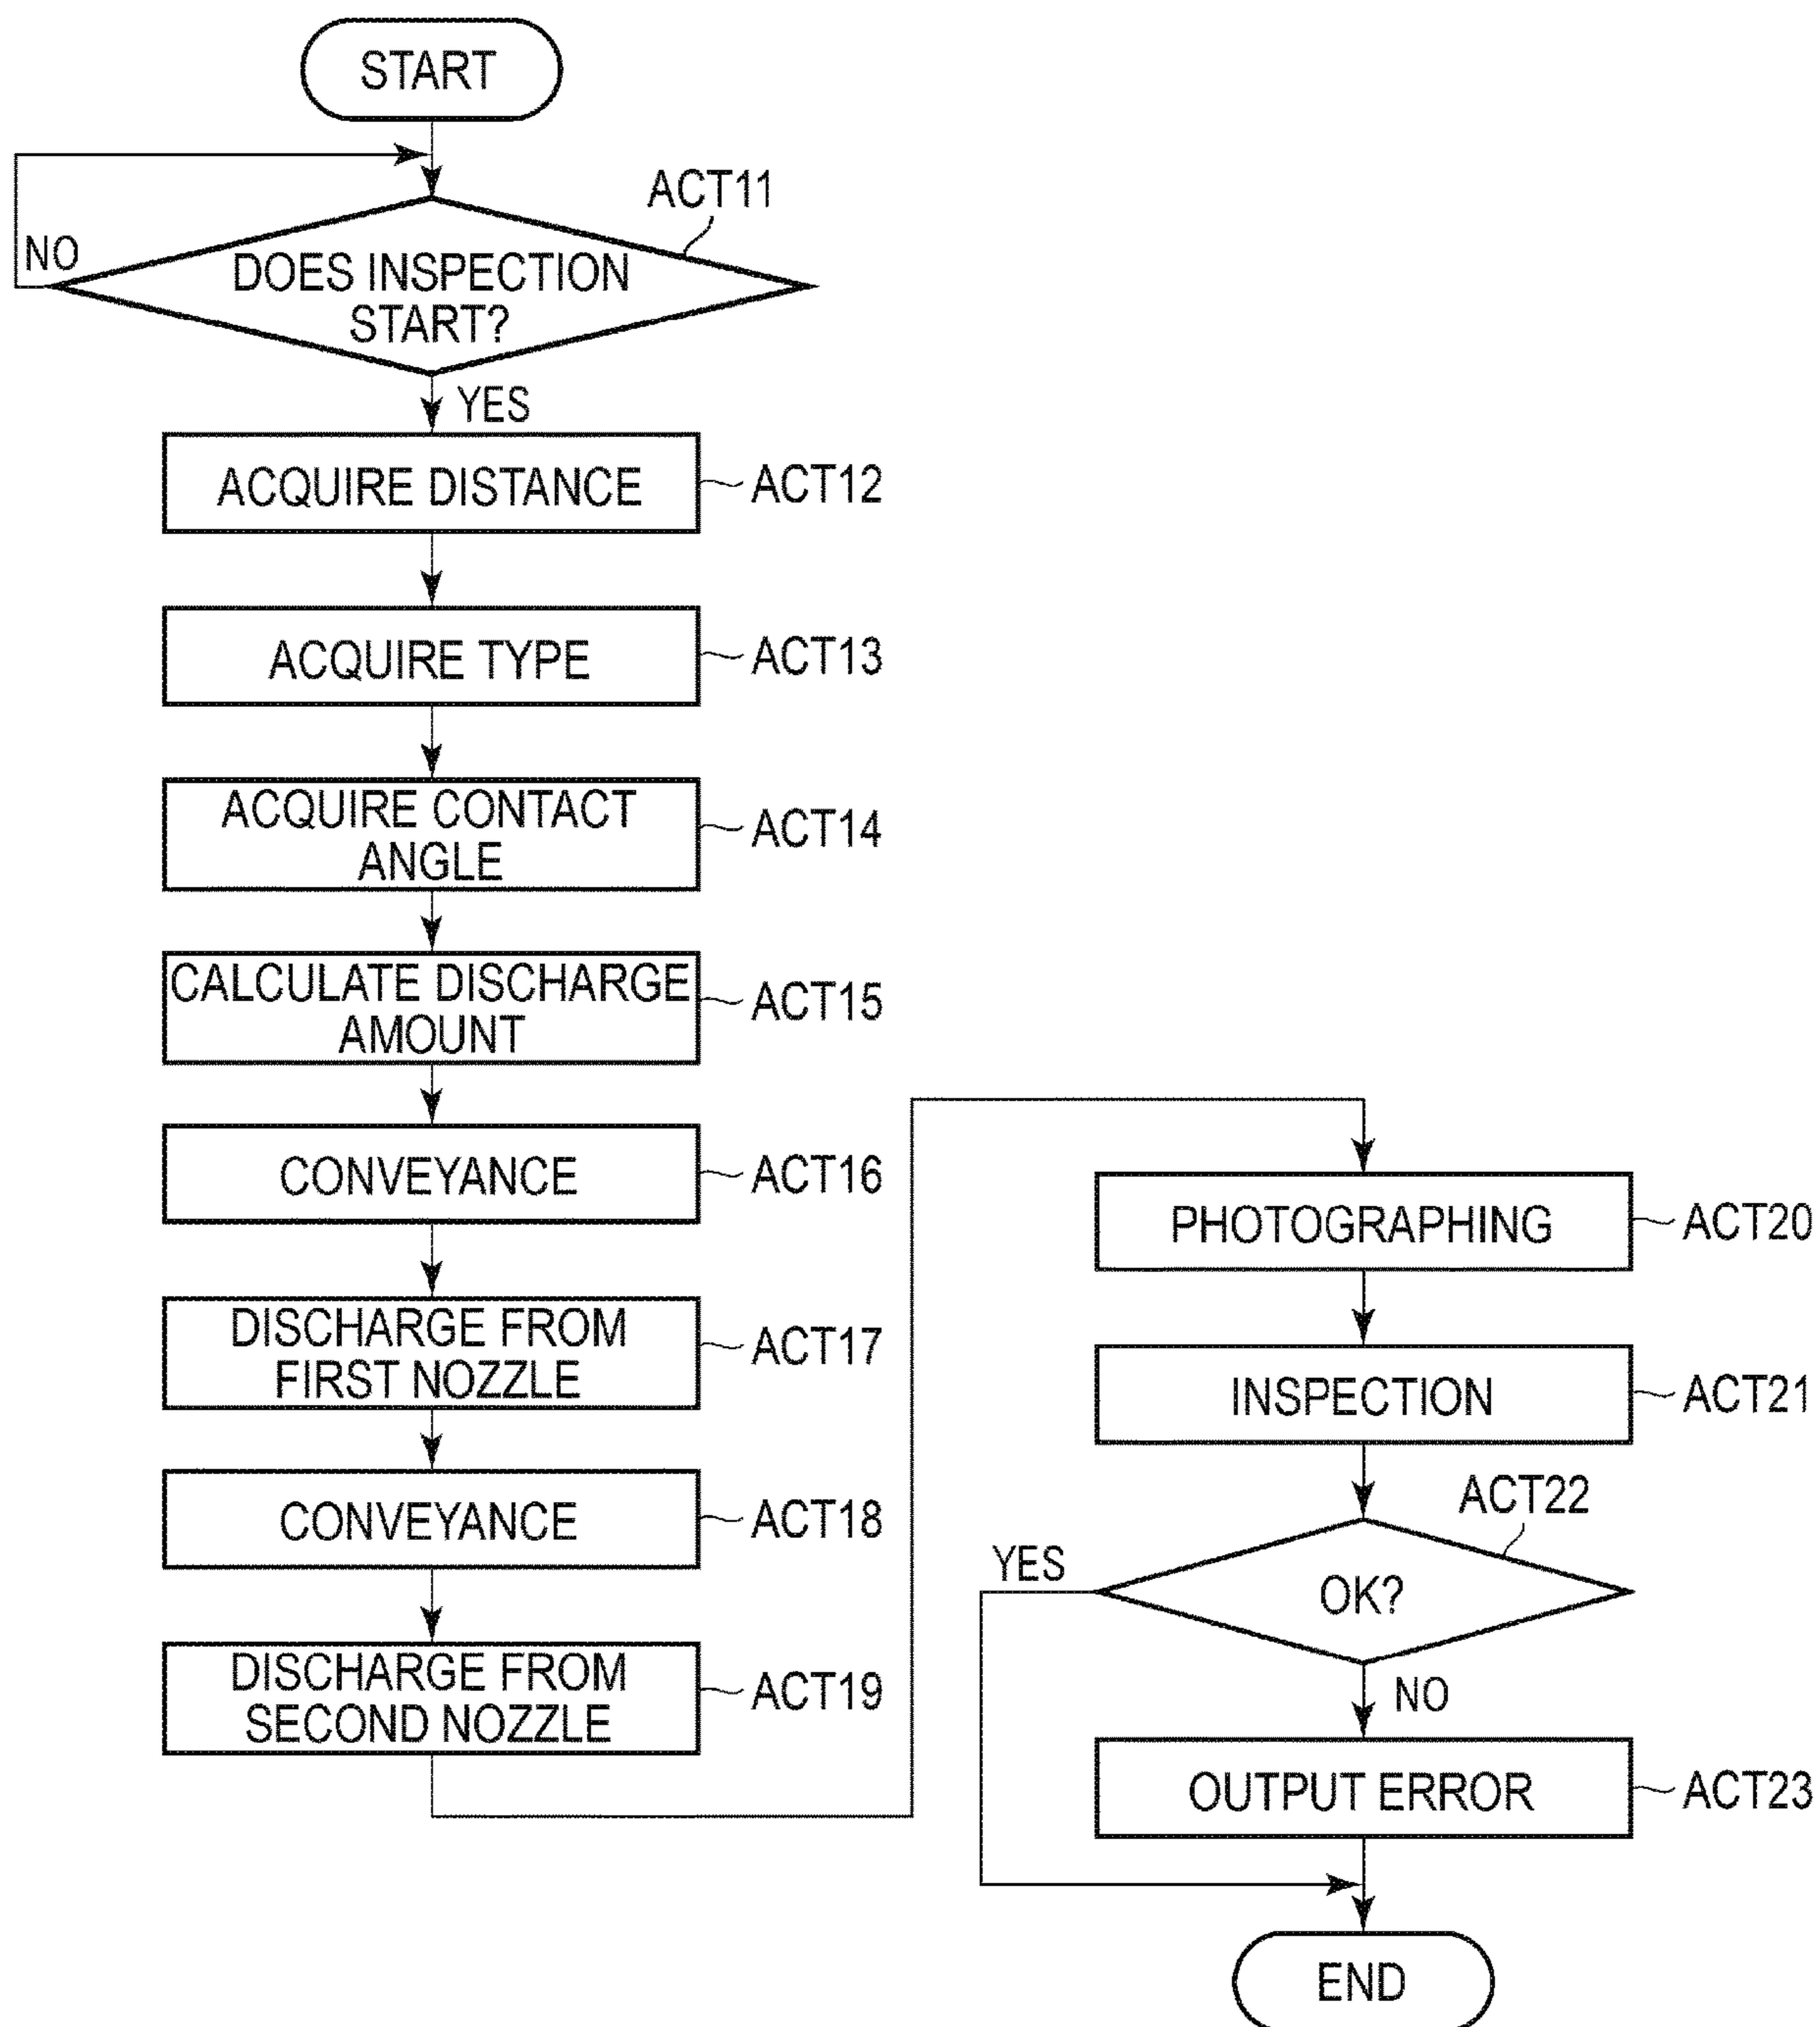 START
ACT11
NO
DOES INSPECTION
START?
YES
ACQUIRE DISTANCE
ACT12
ACQUIRE TYPE
ACT13
ACQUIRE CONTACT
ANGLE
ACT14
CALCULATE DISCHARGE
AMOUNT
ACT15
CONVEYANCE
ACT16
DISCHARGE FROM
FIRST NOZZLE
ACT17
CONVEYANCE
ACT18
DISCHARGE FROM
SECOND NOZZLE
ACT19
PHOTOGRAPHING
ACT20
INSPECTION
ACT21
ACT22
YES
OK?
NO
OUTPUT ERROR
ACT23
END